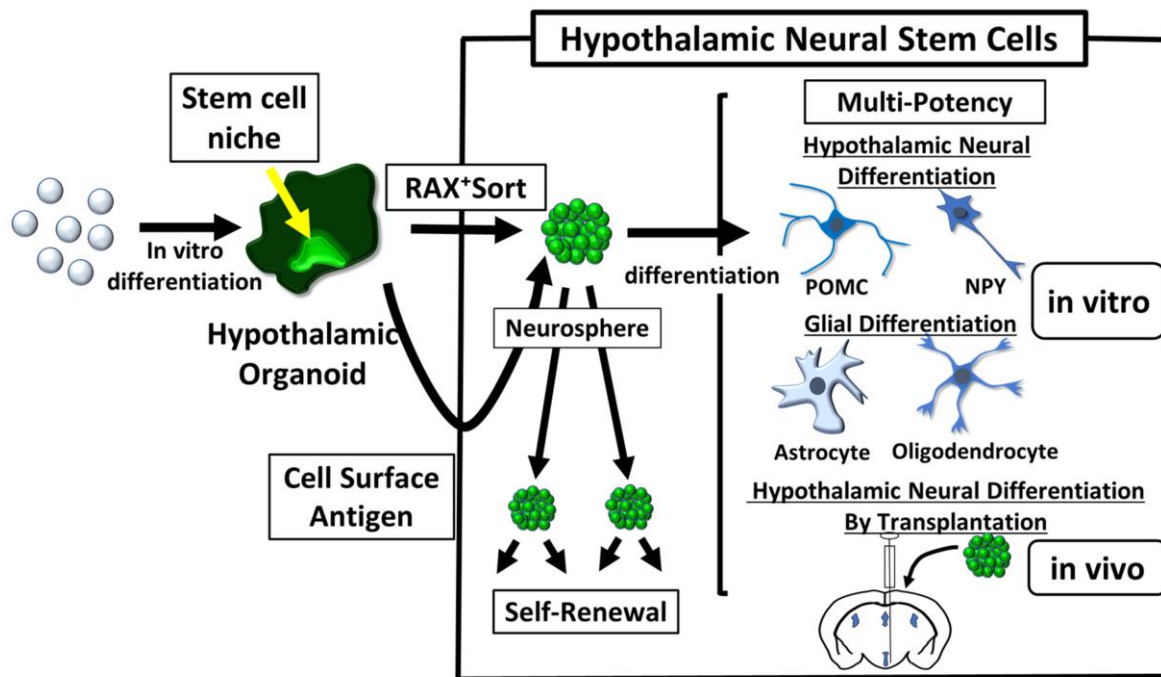 Hypothalamic Neural Stem Cells
Stem cell
niche
In vitro
differentiation
Hypothalamic
Organoid
RAX⁺Sort
Cell Surface
Antigen
Neurosphere
Self-Renewal
differentiation
Multi-Potency
Hypothalamic Neural
Differentiation
POMC
NPY
in vitro
Glial Differentiation
Astrocyte
Oligodendrocyte
Hypothalamic Neural Differentiation
By Transplantation
in vivo